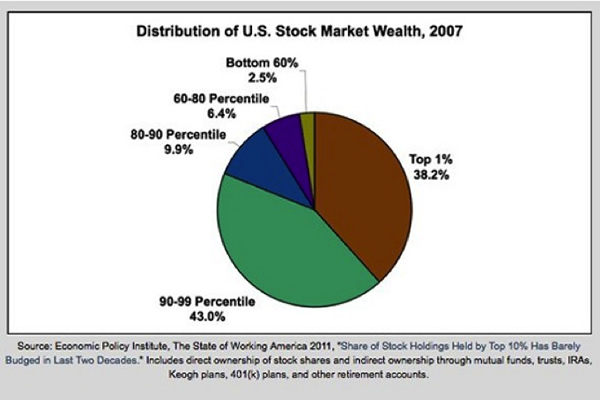 Distribution of U.S. Stock Market Wealth, 2007
Bottom 60%
2.5%
60-80 Percentile
6.4%
80-90 Percentile
9.9%
Top 1%
38.2%
90-99 Percentile
43.0%
Source: Economic Policy Institute, The State of Working America 2011, "Share of Stock Holdings Held by Top 10% Has Barely
Budged in Last Two Decades." Includes direct ownership of stock shares and indirect ownership through mutual funds, trusts, IRAs,
Keogh plans, 401(k) plans, and other retirement accounts.